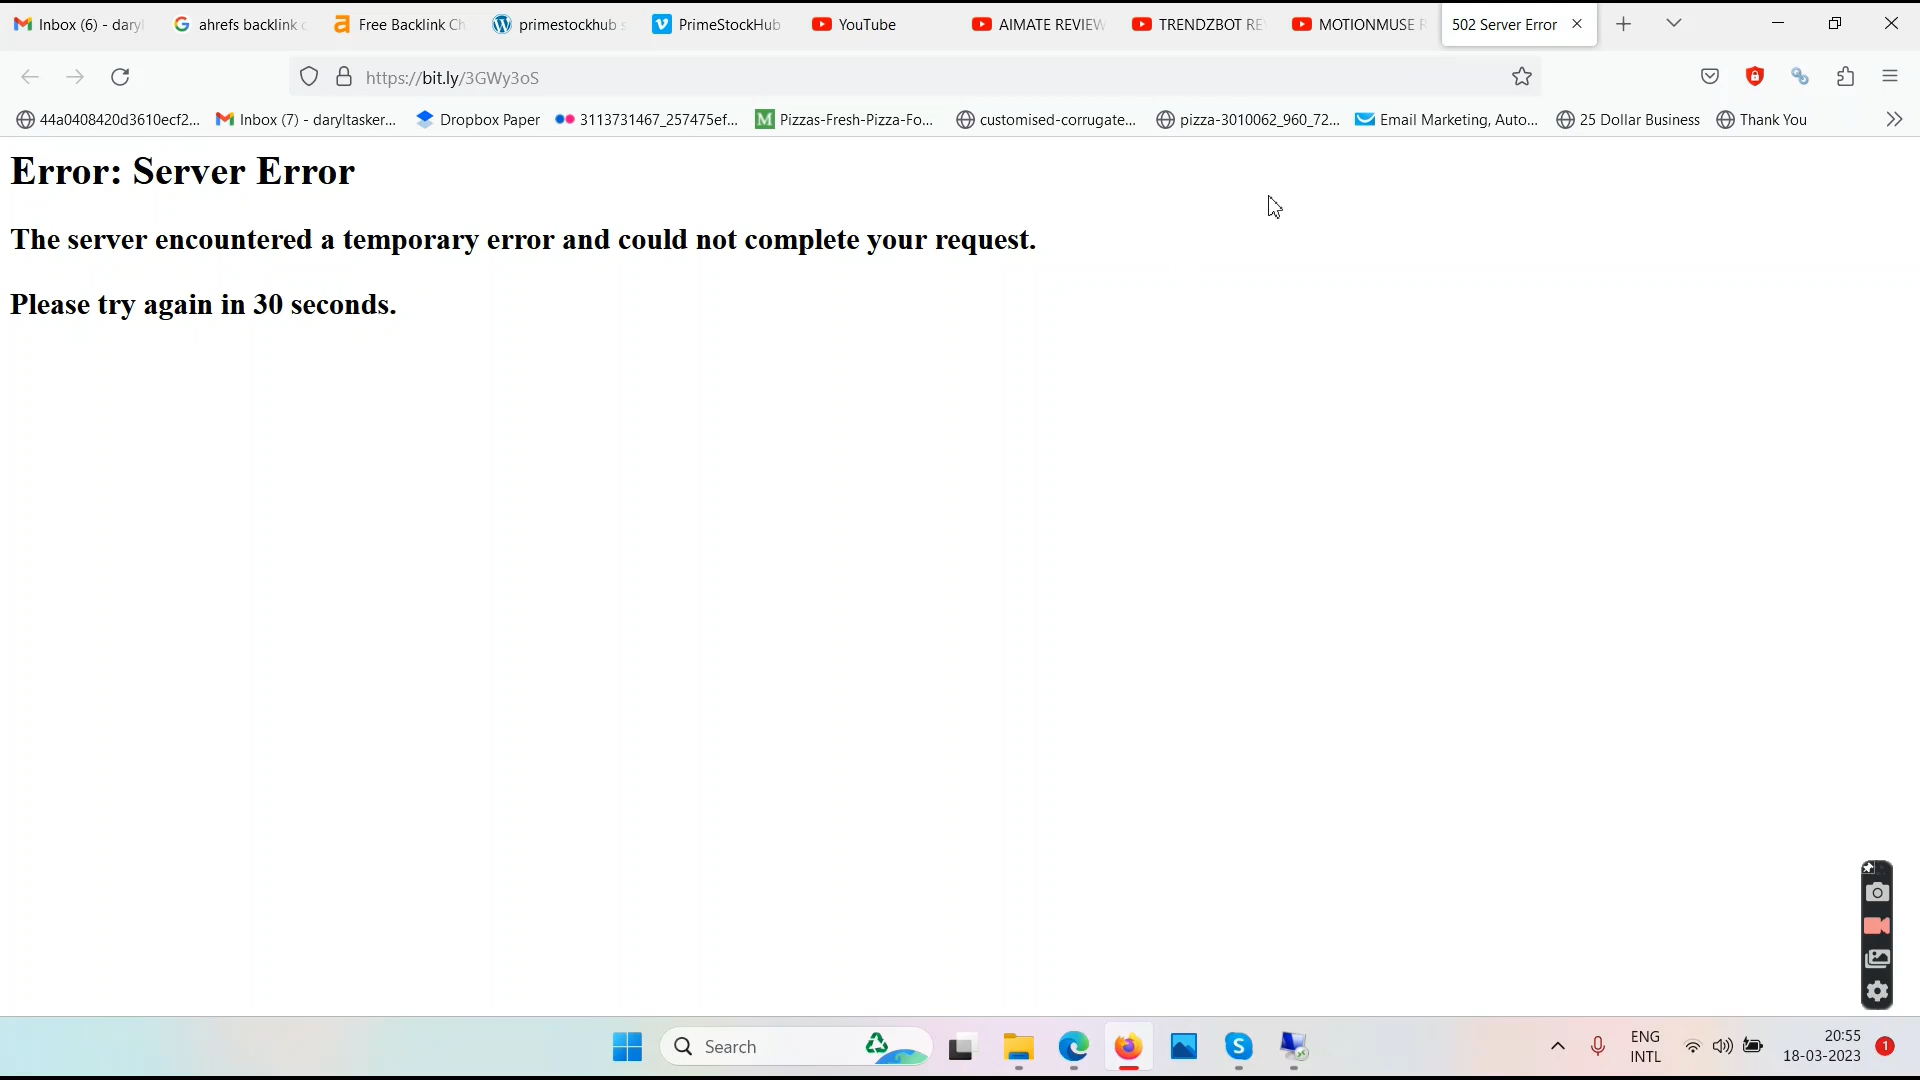 Inbox (6) - daryl
ahrefs backlink c
Free Backlink Ch
primestockhub s
PrimeStockHub
YouTube
AIMATE REVIEW
TRENDZBOT RE
MOTIONMUSE R
502 Server Error
https://bit.ly/3GWy3oS
44a0408420d3610ecf2...
Inbox (7) - daryltasker...
Dropbox Paper
3113731467_257475ef...
M Pizzas-Fresh-Pizza-Fo...
customised-corrugate...
pizza-3010062_960_72...
Email Marketing, Auto...
25 Dollar Business
Thank You
Error: Server Error
The server encountered a temporary error and could not complete your request.
Please try again in 30 seconds.
Search
ENG
INTL
20:55
18-03-2023
1